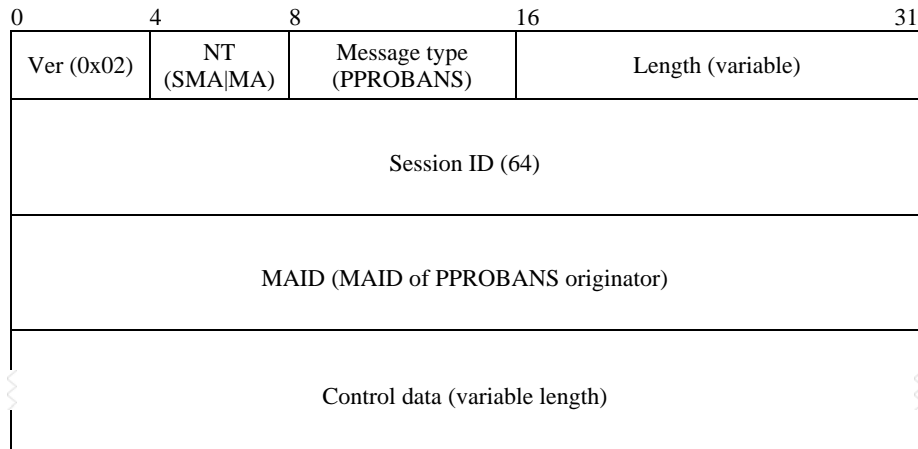 0 4 8 16 31
Ver (0x02) NT (SMA|MA) Message type (PPROBANS) Length (variable)
Session ID (64)
MAID (MAID of PPROBANS originator)
Control data (variable length)